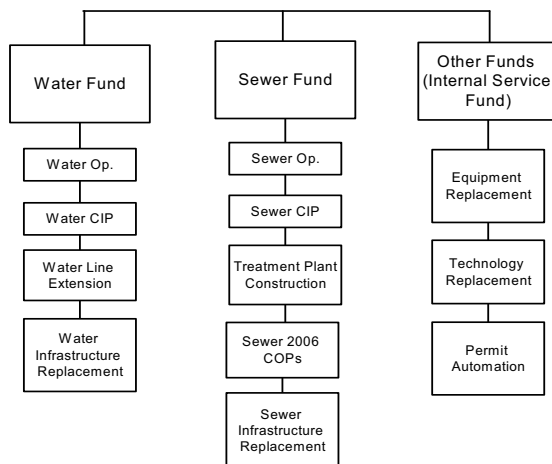 Water Fund
Water Op.
Water CIP
Water Line
Extension
Water
Infrastructure
Replacement
Sewer Fund
Sewer Op.
Sewer CIP
Treatment Plant
Construction
Sewer 2006
COPs
Sewer
Infrastructure
Replacement
Other Funds
(Internal Service
Fund)
Equipment
Replacement
Technology
Replacement
Permit
Automation